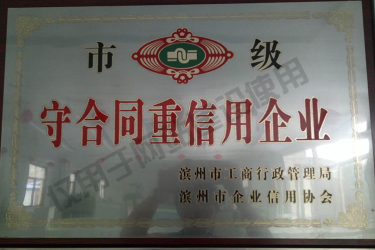 市 级
守合同重信用企业
滨州市工商行政管理局
滨州市企业信用协会